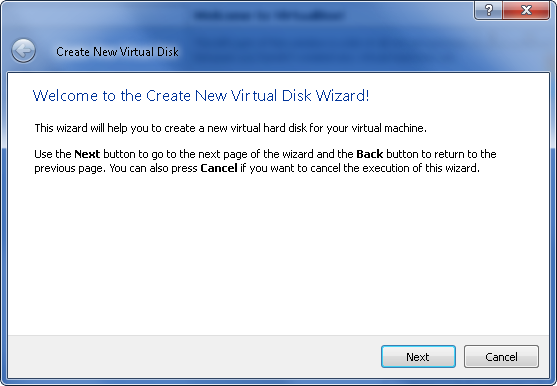 Welcome to VirtualBox!
Create New Virtual Disk
Welcome to the Create New Virtual Disk Wizard!
This wizard will help you to create a new virtual hard disk for your virtual machine.
Use the Next button to go to the next page of the wizard and the Back button to return to the
previous page. You can also press Cancel if you want to cancel the execution of this wizard.
Next
Cancel